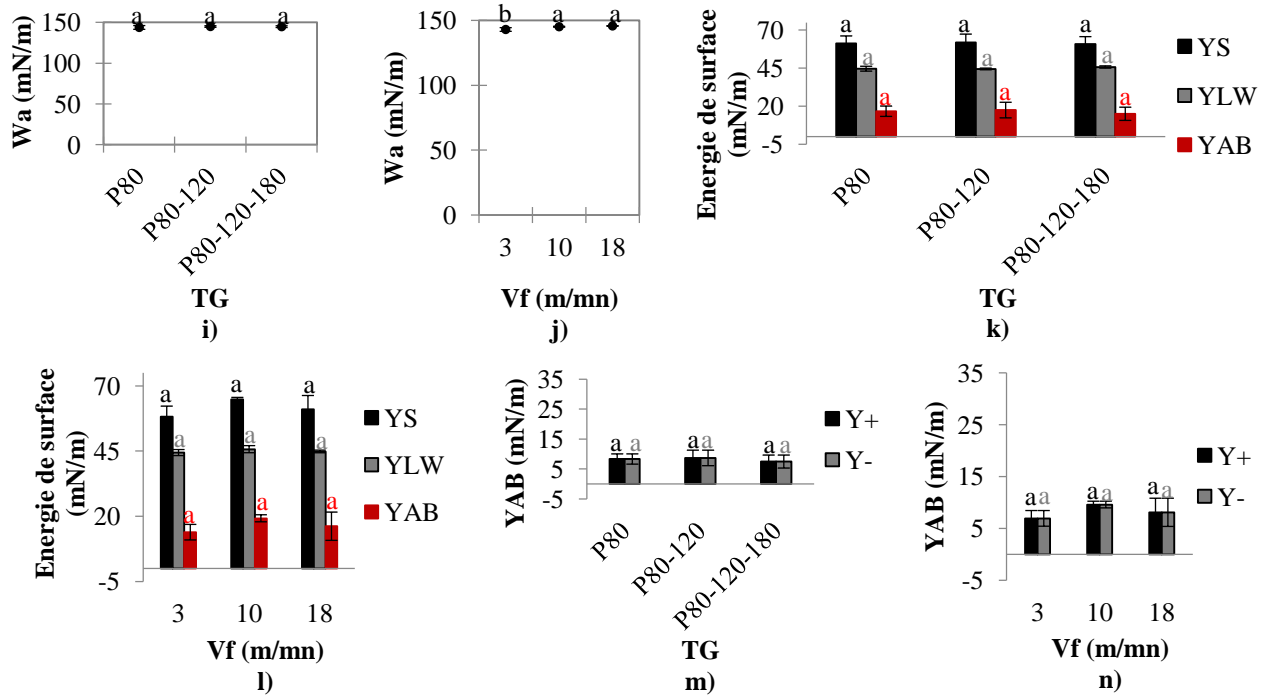 Wa (mN/m)
150
100
50
0
a a a
P80
P80-120
P80-120-180
TG
i)
Wa (mN/m)
150
100
50
0
b a a
3 10 18
Vf (m/mn)
j)
Energie de surface
(mN/m)
70
45
20
-5
a a a
a a a
a a a
YS
YLW
YAB
P80
P80-120
P80-120-180
TG
k)
Energie de surface
(mN/m)
70
45
20
-5
a a a
a a a
a a a
YS
YLW
YAB
3 10 18
Vf (m/mn)
l)
YAB (mN/m)
35
25
15
5
-5
a a a a a a
Y+
Y-
P80
P80-120
P80-120-180
TG
m)
YAB (mN/m)
35
25
15
5
-5
a a a a a a
Y+
Y-
3 10 18
Vf (m/mn)
n)